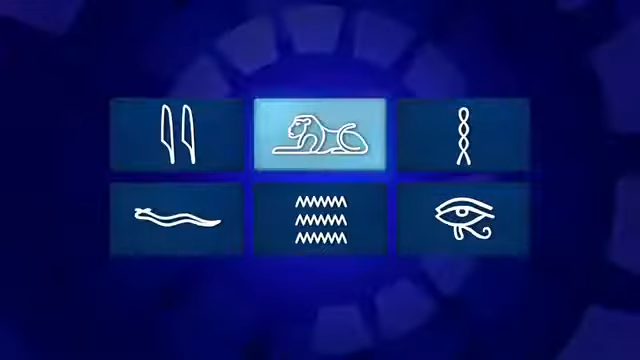 𓇌 𓃭 𓎛
𓆑 𓈗 𓂀